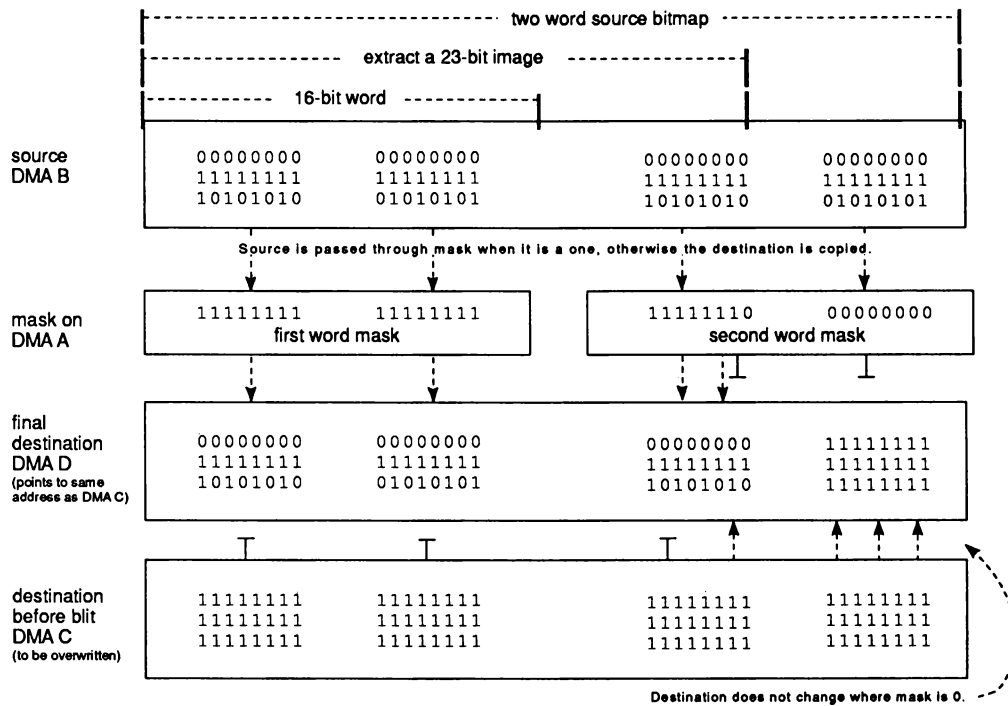 two word source bitmap
extract a 23-bit image
16-bit word
source
DMA B
00000000 00000000 00000000 00000000
11111111 11111111 11111111 11111111
10101010 01010101 10101010 01010101
Source is passed through mask when it is a one, otherwise the destination is copied.
mask on
DMA A
11111111 11111111 11111110 00000000
first word mask second word mask
final
destination
DMA D
(points to same
address as DMA C)
00000000 00000000 00000000 11111111
11111111 11111111 11111111 11111111
10101010 01010101 10101010 11111111
destination
before blit
DMA C
(to be overwritten)
11111111 11111111 11111111 11111111
11111111 11111111 11111111 11111111
11111111 11111111 11111111 11111111
Destination does not change where mask is 0.